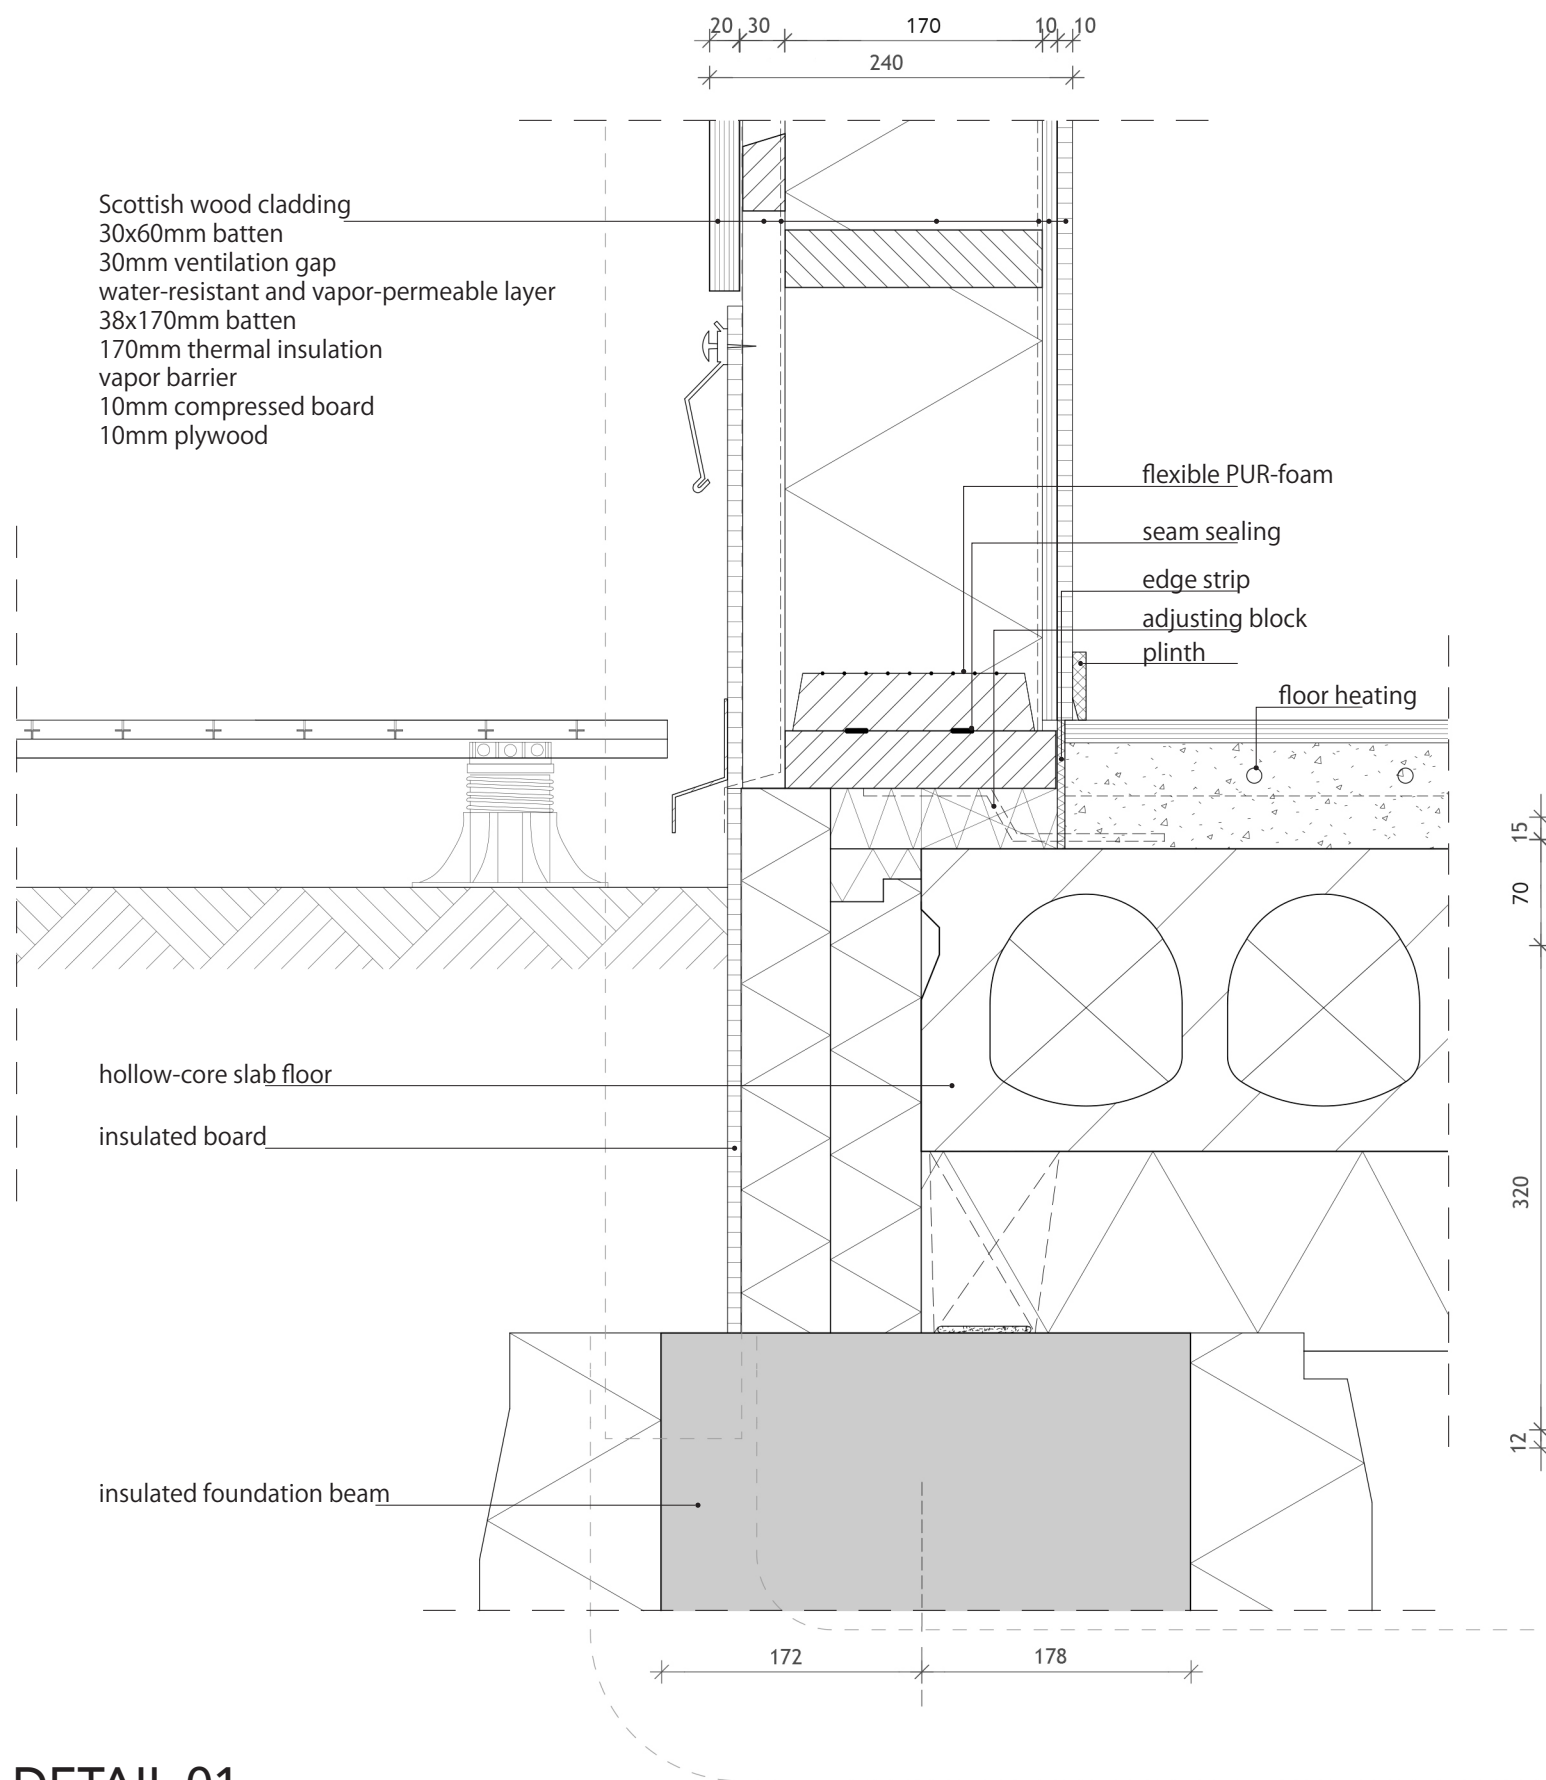 20 30 170 10 10
240
Scottish wood cladding
30x60mm batten
30mm ventilation gap
water-resistant and vapor-permeable layer
38x170mm batten
170mm thermal insulation
vapor barrier
10mm compressed board
10mm plywood
flexible PUR-foam
seam sealing
edge strip
adjusting block
plinth
floor heating
15
70
hollow-core slab floor
insulated board
320
12
insulated foundation beam
172 178
DETAIL 01